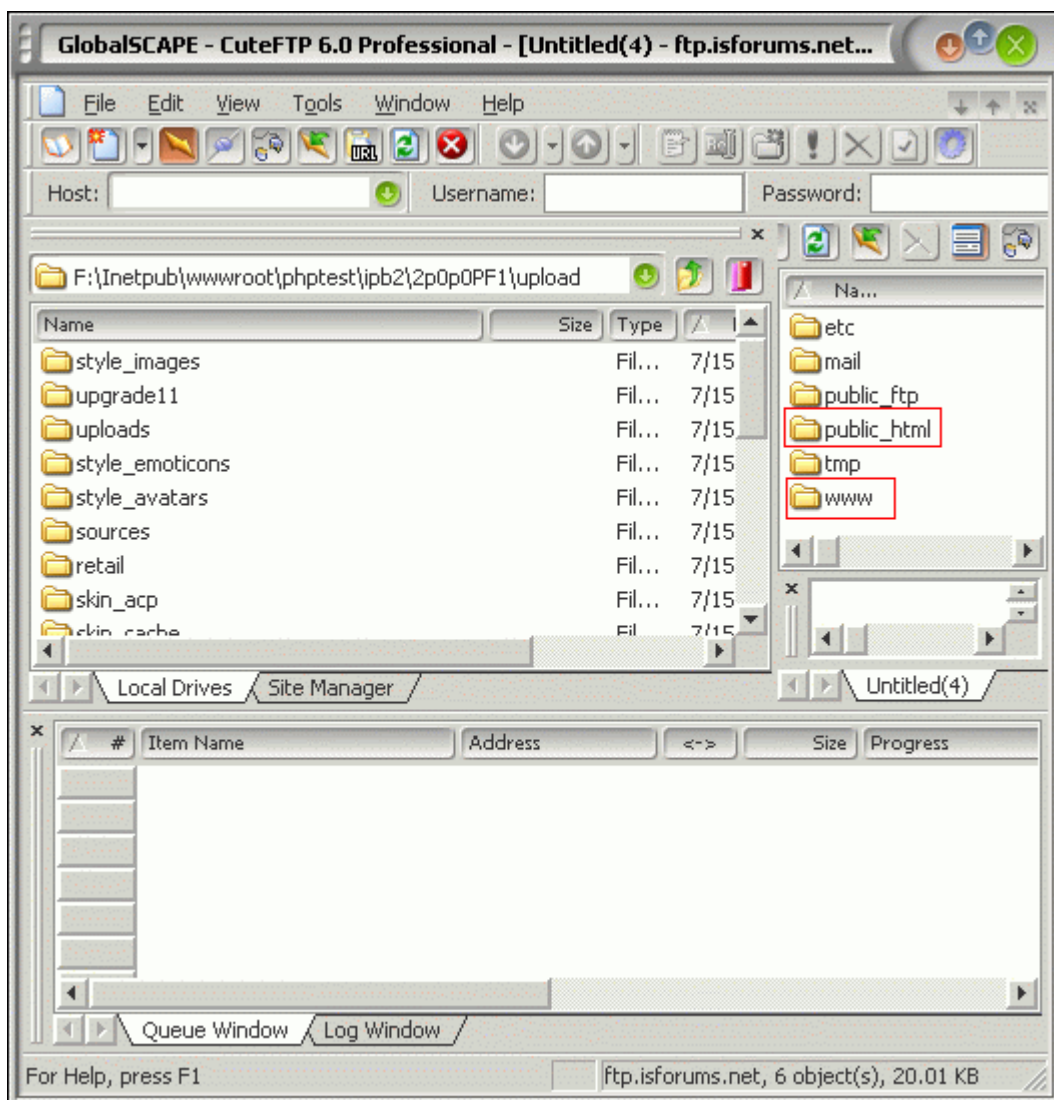 GlobalSCAPE - CuteFTP 6.0 Professional - [Untitled(4) - ftp.isforums.net...
File Edit View Tools Window Help
URL
Host: Username: Password:
F:\Inetpub\wwwroot\phptest\ipb2\2p0p0PF1\upload
Name Size Type
style_images Fil... 7/15
upgrade11 Fil... 7/15
uploads Fil... 7/15
style_emoticons Fil... 7/15
style_avatars Fil... 7/15
sources Fil... 7/15
retail Fil... 7/15
skin_acp Fil... 7/15
skin_cache Fil 7/15
Local Drives Site Manager
Na...
etc
mail
public_ftp
public_html
tmp
www
Untitled(4)
# Item Name Address <-> Size Progress
Queue Window Log Window
For Help, press F1
ftp.isforums.net, 6 object(s), 20.01 KB